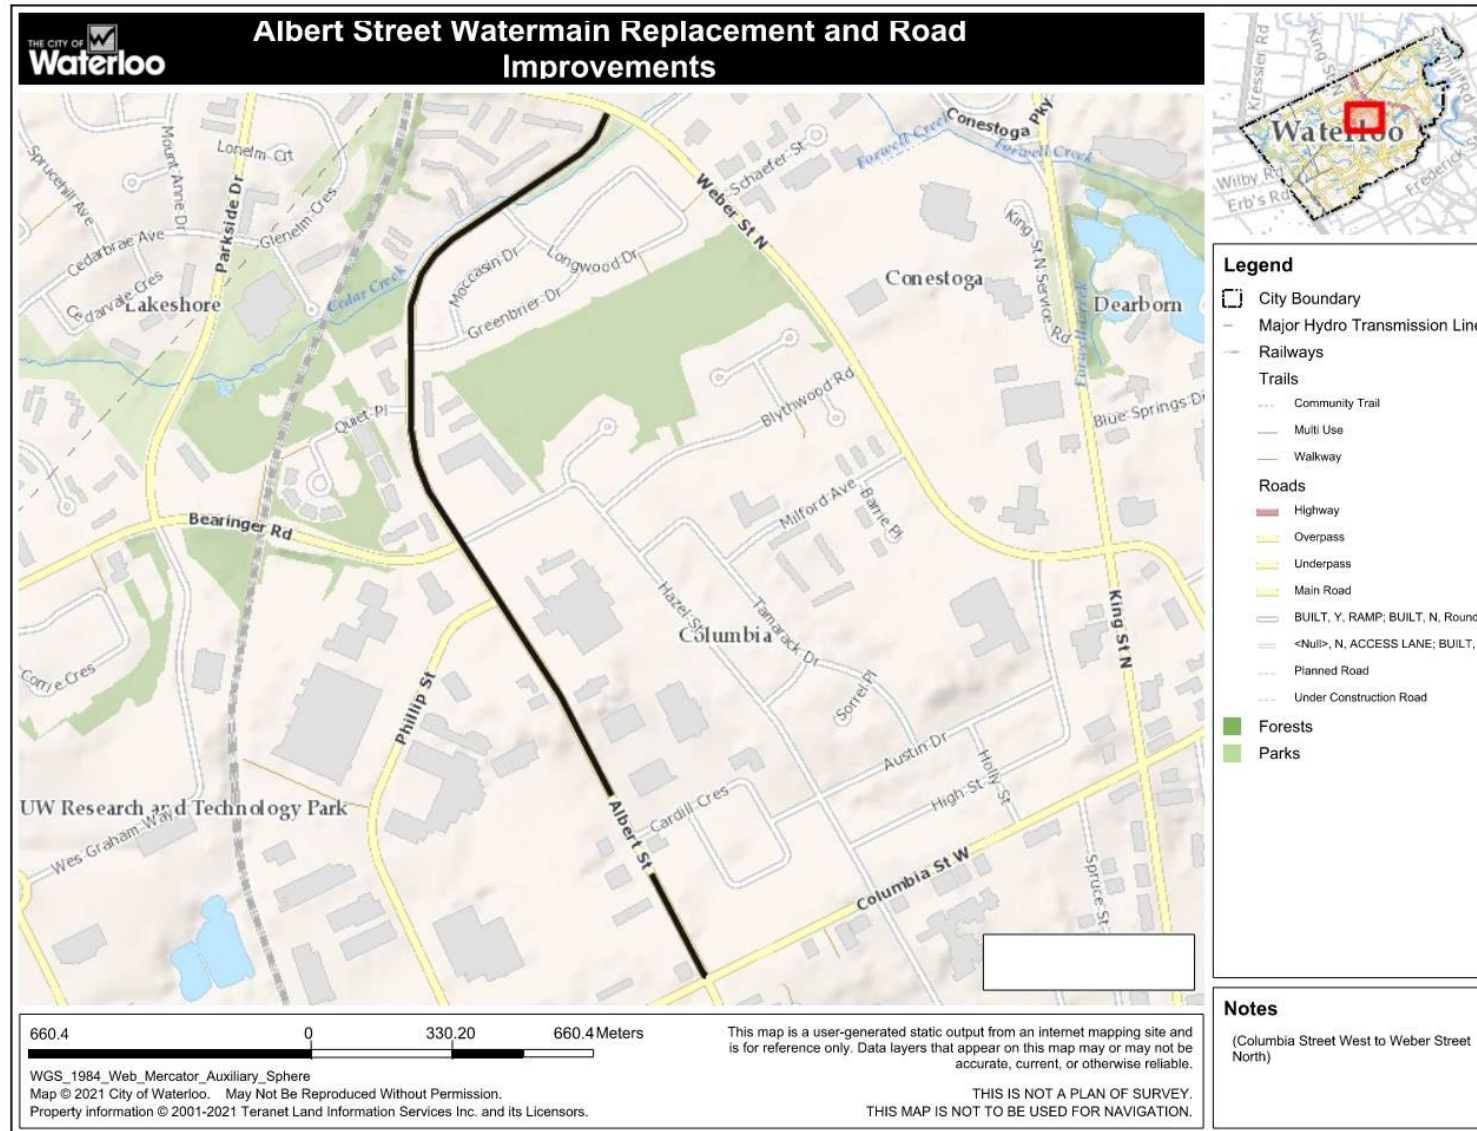 THE CITY OF
Waterloo
Albert Street Watermain Replacement and Road
Improvements
Kressler Rd
King St N
Sawmill Rd
Waterloo
Wilby Rd
Erb's Rd
Frederick S
Sprucehill Ave
Mount Anne Dr
Lonelm Crt
Parkside Dr
Glenelm Cres
Cedarbrae Ave
Cedarvale Cres
Lakeshore
Cedar Creek
Moccasin Dr
Longwood Dr
Greenbrier Dr
Weber St N
Schaefer St
Forwell Creek
Conestoga Pky
Forwell Creek
King St N Service Rd
Conestoga
Dearborn
Forwell Creek
Blue Springs Dr
Quiet Pl
Blythwood Rd
Milford Ave
Barrie Pl
Bearinger Rd
Hazel St
Tamarack Dr
Columbia
King St N
Corrie Cres
Phillip St
Sorrel Pl
Austin Dr
Holly St
High St
UW Research and Technology Park
Wes Graham Way
Albert St
Cardill Cres
Columbia St W
Spruce St
Legend
City Boundary
Major Hydro Transmission Line
Railways
Trails
Community Trail
Multi Use
Walkway
Roads
Highway
Overpass
Underpass
Main Road
BUILT, Y, RAMP; BUILT, N, Round
<Null>, N, ACCESS LANE; BUILT,
Planned Road
Under Construction Road
Forests
Parks
Notes
(Columbia Street West to Weber Street
North)
660.4 0 330.20 660.4 Meters
WGS_1984_Web_Mercator_Auxiliary_Sphere
Map © 2021 City of Waterloo. May Not Be Reproduced Without Permission.
Property information © 2001-2021 Teranet Land Information Services Inc. and its Licensors.
This map is a user-generated static output from an internet mapping site and
is for reference only. Data layers that appear on this map may or may not be
accurate, current, or otherwise reliable.
THIS IS NOT A PLAN OF SURVEY.
THIS MAP IS NOT TO BE USED FOR NAVIGATION.